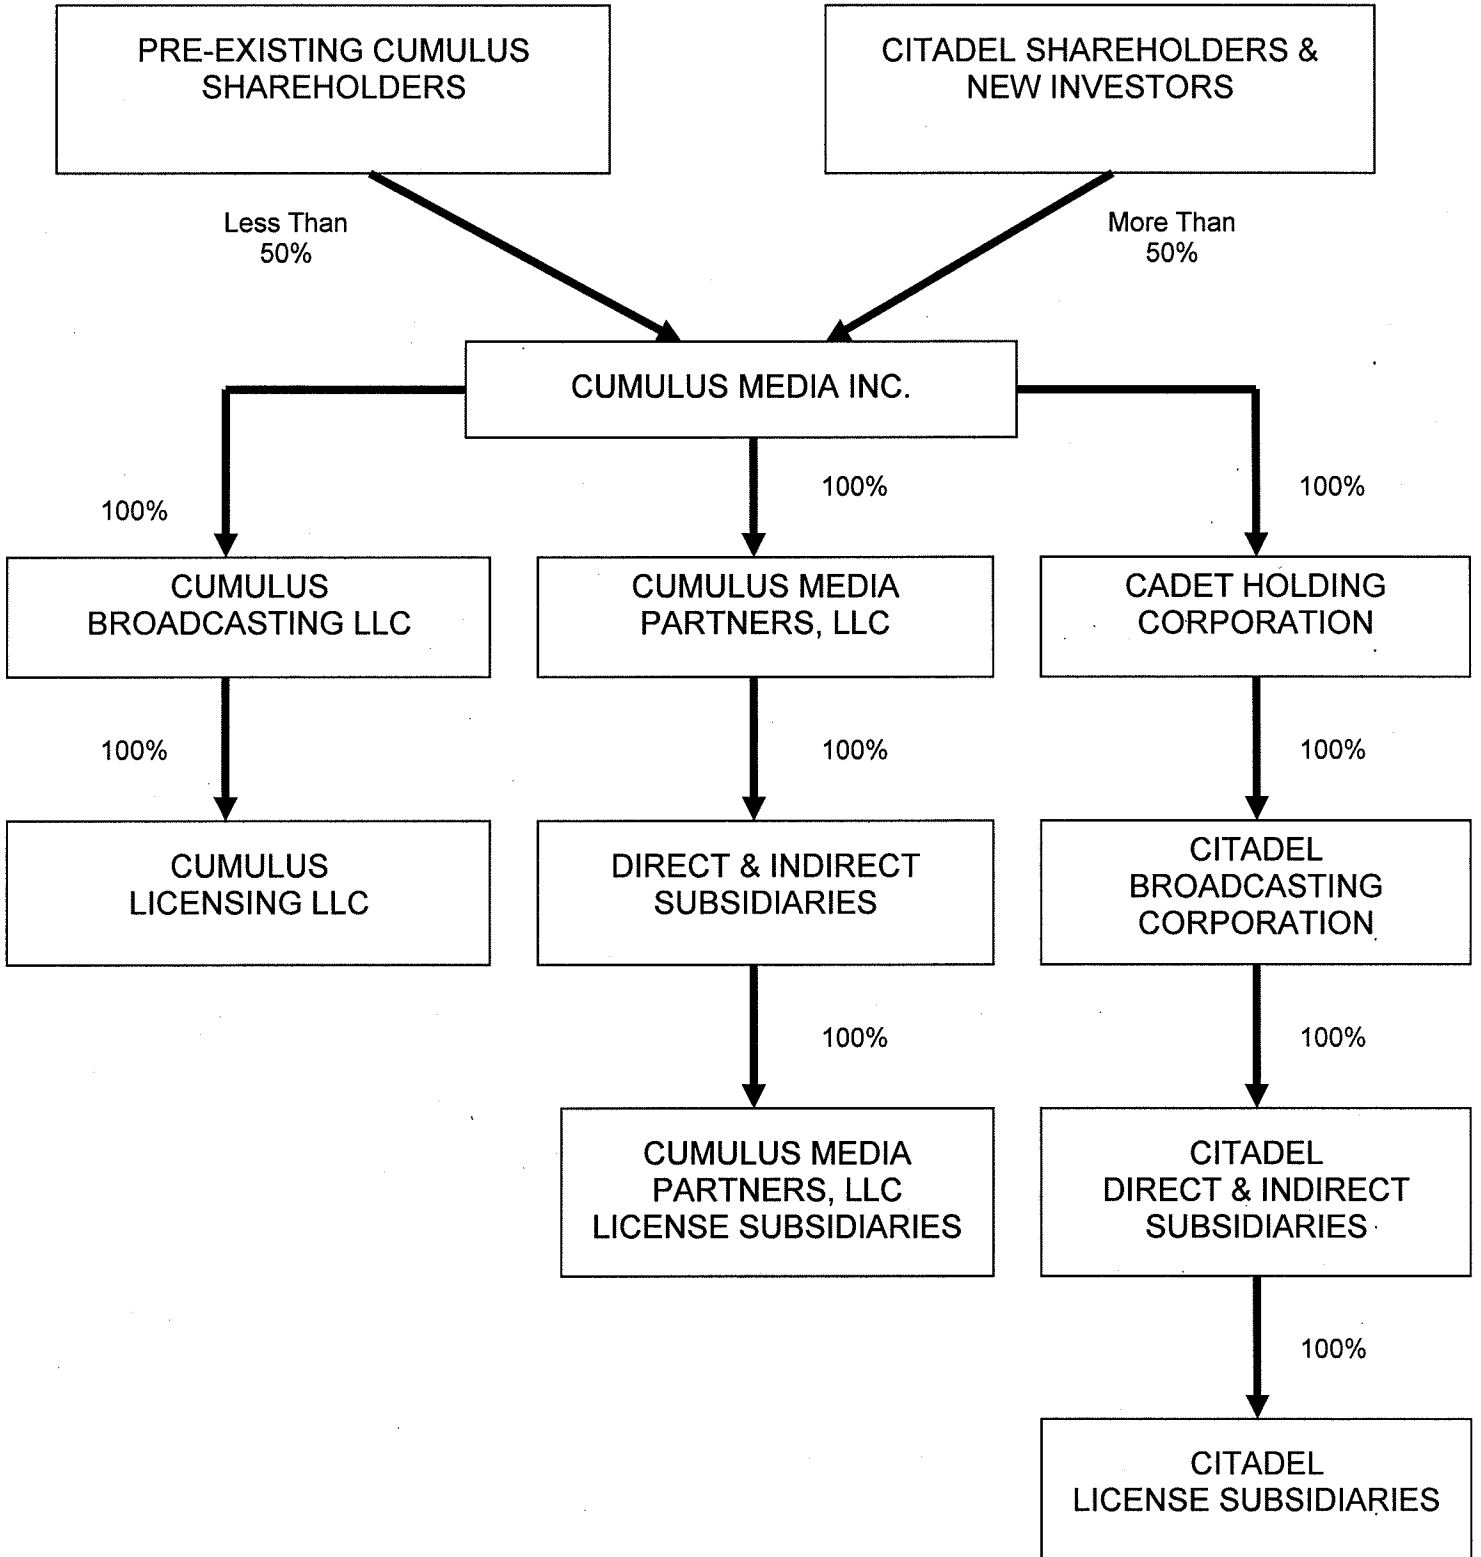 PRE-EXISTING CUMULUS
SHAREHOLDERS
CITADEL SHAREHOLDERS &
NEW INVESTORS
Less Than
50%
More Than
50%
CUMULUS MEDIA INC.
100%
100%
100%
CUMULUS
BROADCASTING LLC
CUMULUS MEDIA
PARTNERS, LLC
CADET HOLDING
CORPORATION
100%
100%
100%
CUMULUS
LICENSING LLC
DIRECT & INDIRECT
SUBSIDIARIES
CITADEL
BROADCASTING
CORPORATION
100%
100%
CUMULUS MEDIA
PARTNERS, LLC
LICENSE SUBSIDIARIES
CITADEL
DIRECT & INDIRECT
SUBSIDIARIES
100%
CITADEL
LICENSE SUBSIDIARIES